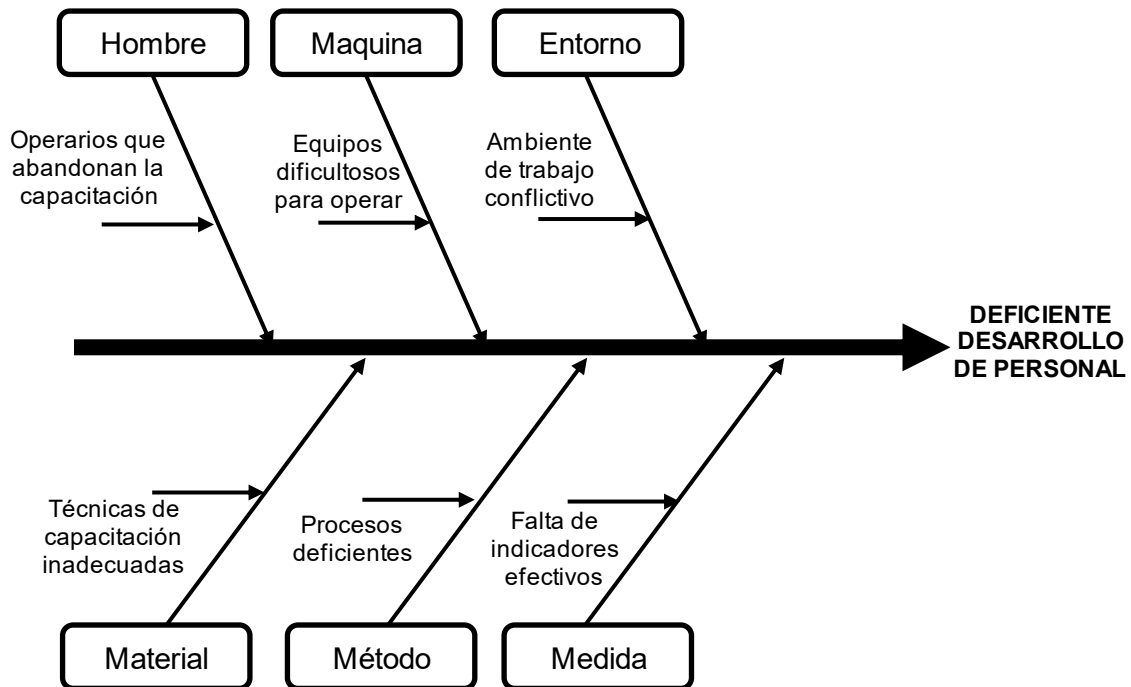 Hombre
Maquina
Entorno
Operarios que
abandonan la
capacitación
Equipos
dificultosos
para operar
Ambiente
de trabajo
conflictivo
DEFICIENTE
DESARROLLO
DE PERSONAL
Técnicas de
capacitación
inadecuadas
Procesos
deficientes
Falta de
indicadores
efectivos
Material
Método
Medida